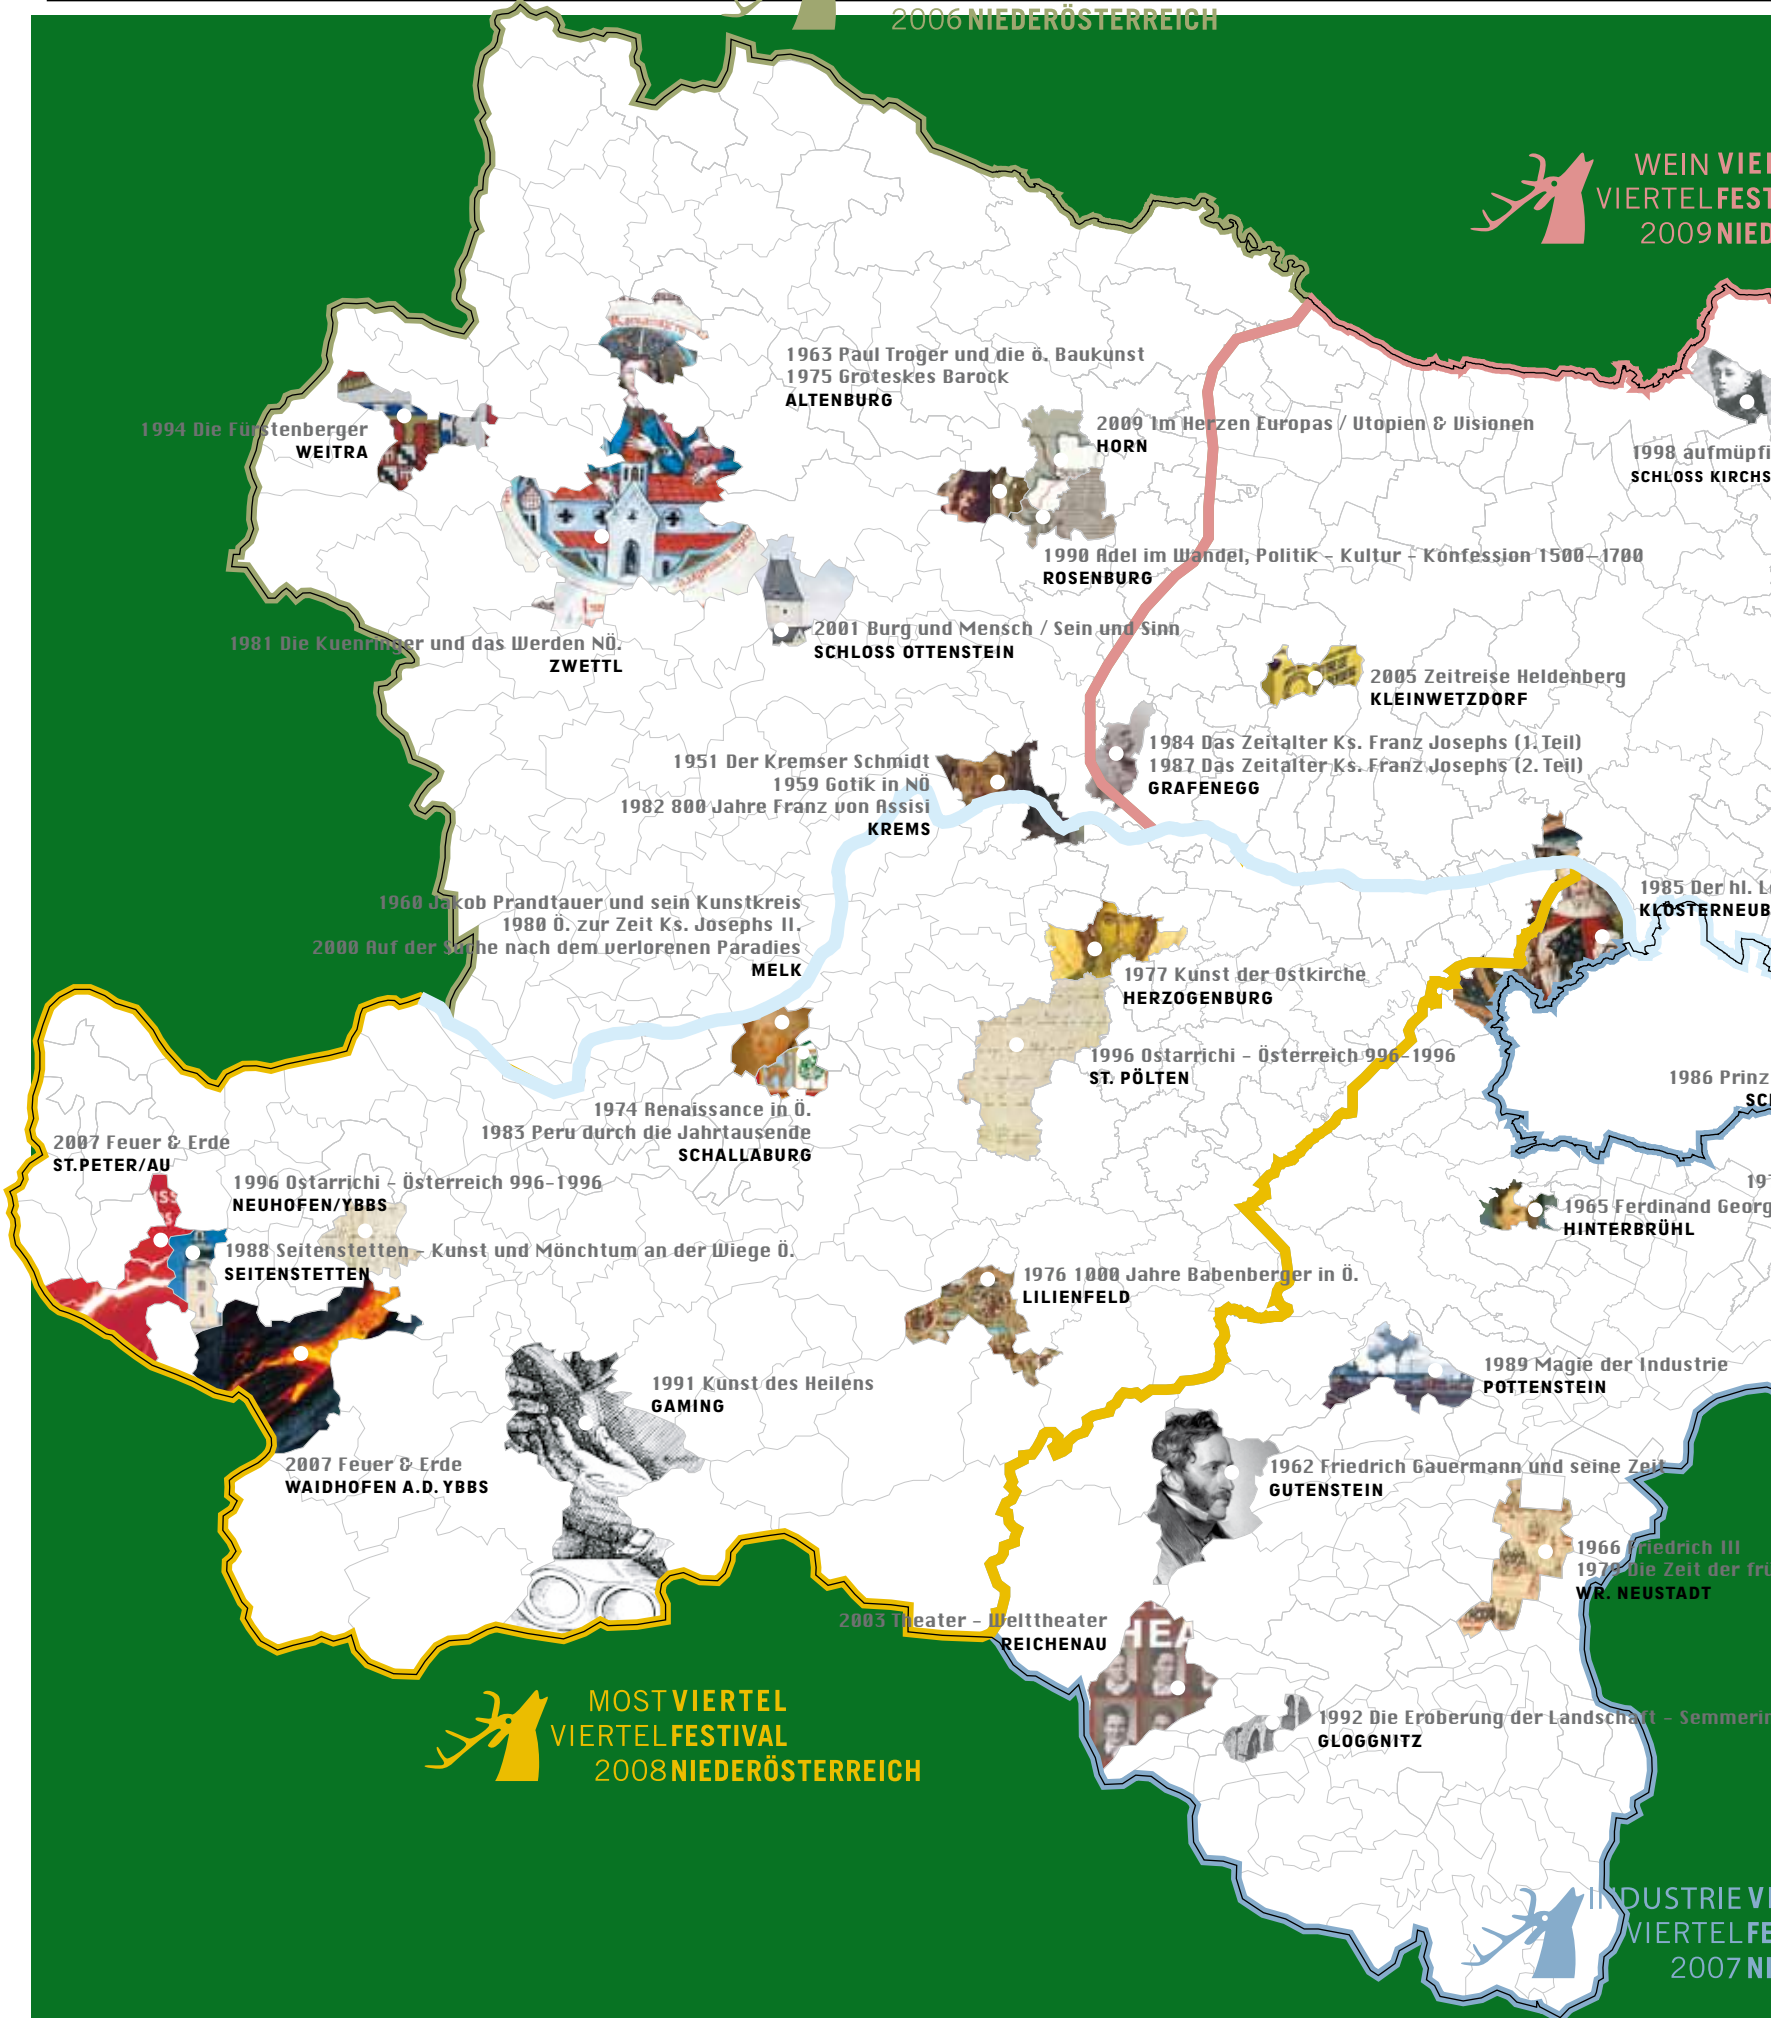 2006 NIEDERÖSTERREICH
WEIN VIE
VIERTEL FEST
2009 NIED
1963 Paul Troger und die ö. Baukunst
1975 Groteskes Barock
ALTENBURG
1994 Die Fürstenberger
WEITRA
2009 Im Herzen Europas / Utopien & Visionen
HORN
1998 aufmüpfi
SCHLOSS KIRCHS
1990 Adel im Wandel, Politik – Kultur – Konfession 1500–1700
ROSENBURG
1981 Die Kuenringer und das Werden NÖ.
ZWETTL
2001 Burg und Mensch / Sein und Sinn
SCHLOSS OTTENSTEIN
2005 Zeitreise Heldenberg
KLEINWETZDORF
1984 Das Zeitalter Ks. Franz Josephs (1. Teil)
1987 Das Zeitalter Ks. Franz Josephs (2. Teil)
GRAFENEGG
1951 Der Kremser Schmidt
1959 Gotik in NÖ
1982 800 Jahre Franz von Assisi
KREMS
1960 Jakob Prandtauer und sein Kunstkreis
1980 Ö. zur Zeit Ks. Josephs II.
2000 Auf der Suche nach dem verlorenen Paradies
MELK
1985 Der hl. L
KLOSTERNEUB
1977 Kunst der Ostkirche
HERZOGENBURG
1996 Ostarrichi – Österreich 996–1996
ST. PÖLTEN
1986 Prinz
SCH
1974 Renaissance in Ö.
1983 Peru durch die Jahrtausende
SCHALLABURG
2007 Feuer & Erde
ST.PETER/AU
1996 Ostarrichi – Österreich 996–1996
NEUHOFEN/YBBS
197
1965 Ferdinand Georg
HINTERBRÜHL
1988 Seitenstetten – Kunst und Mönchtum an der Wiege Ö.
SEITENSTETTEN
1976 1000 Jahre Babenberger in Ö.
LILIENFELD
1989 Magie der Industrie
POTTENSTEIN
1991 Kunst des Heilens
GAMING
2007 Feuer & Erde
WAIDHOFEN A.D. YBBS
1962 Friedrich Gauermann und seine Zeit
GUTENSTEIN
1966 Friedrich III
1979 Die Zeit der frü
WR. NEUSTADT
2003 Theater – Welttheater
REICHENAU
HEA
1992 Die Eroberung der Landschaft – Semmerin
GLOGGNITZ
MOST VIERTEL
VIERTEL FESTIVAL
2008 NIEDERÖSTERREICH
INDUSTRIE VI
VIERTEL FE
2007 NI